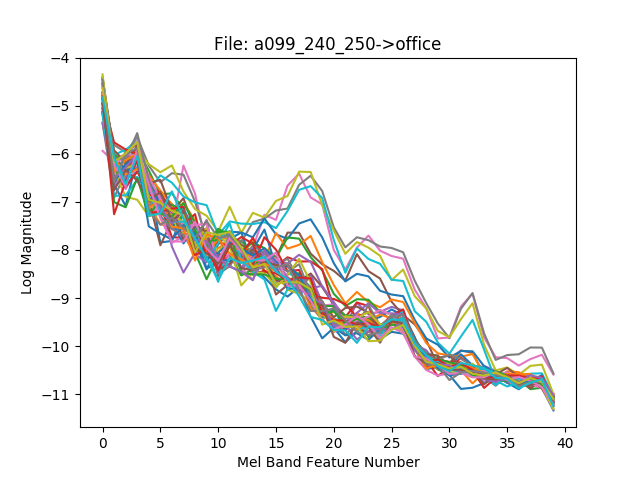 File: a099_240_250->office
Log Magnitude
−4
−5
−6
−7
−8
−9
−10
−11
0 5 10 15 20 25 30 35 40
Mel Band Feature Number